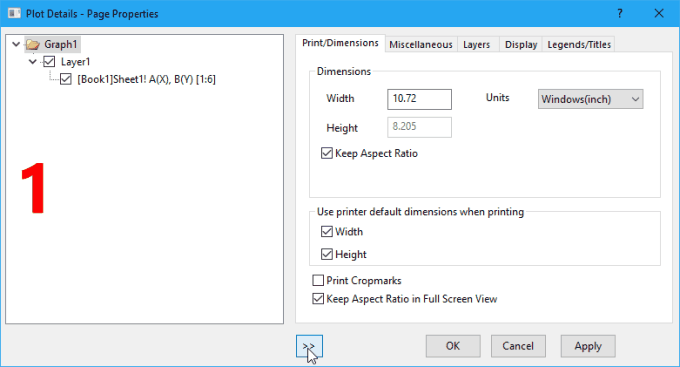 Plot Details - Page Properties
?
Graph1
Layer1
[Book1]Sheet1! A(X), B(Y) [1:6]
1
Print/Dimensions Miscellaneous Layers Display Legends/Titles
Dimensions
Width 10.72 Units Windows(inch)
Height 8.205
Keep Aspect Ratio
Use printer default dimensions when printing
Width
Height
Print Cropmarks
Keep Aspect Ratio in Full Screen View
>> OK Cancel Apply